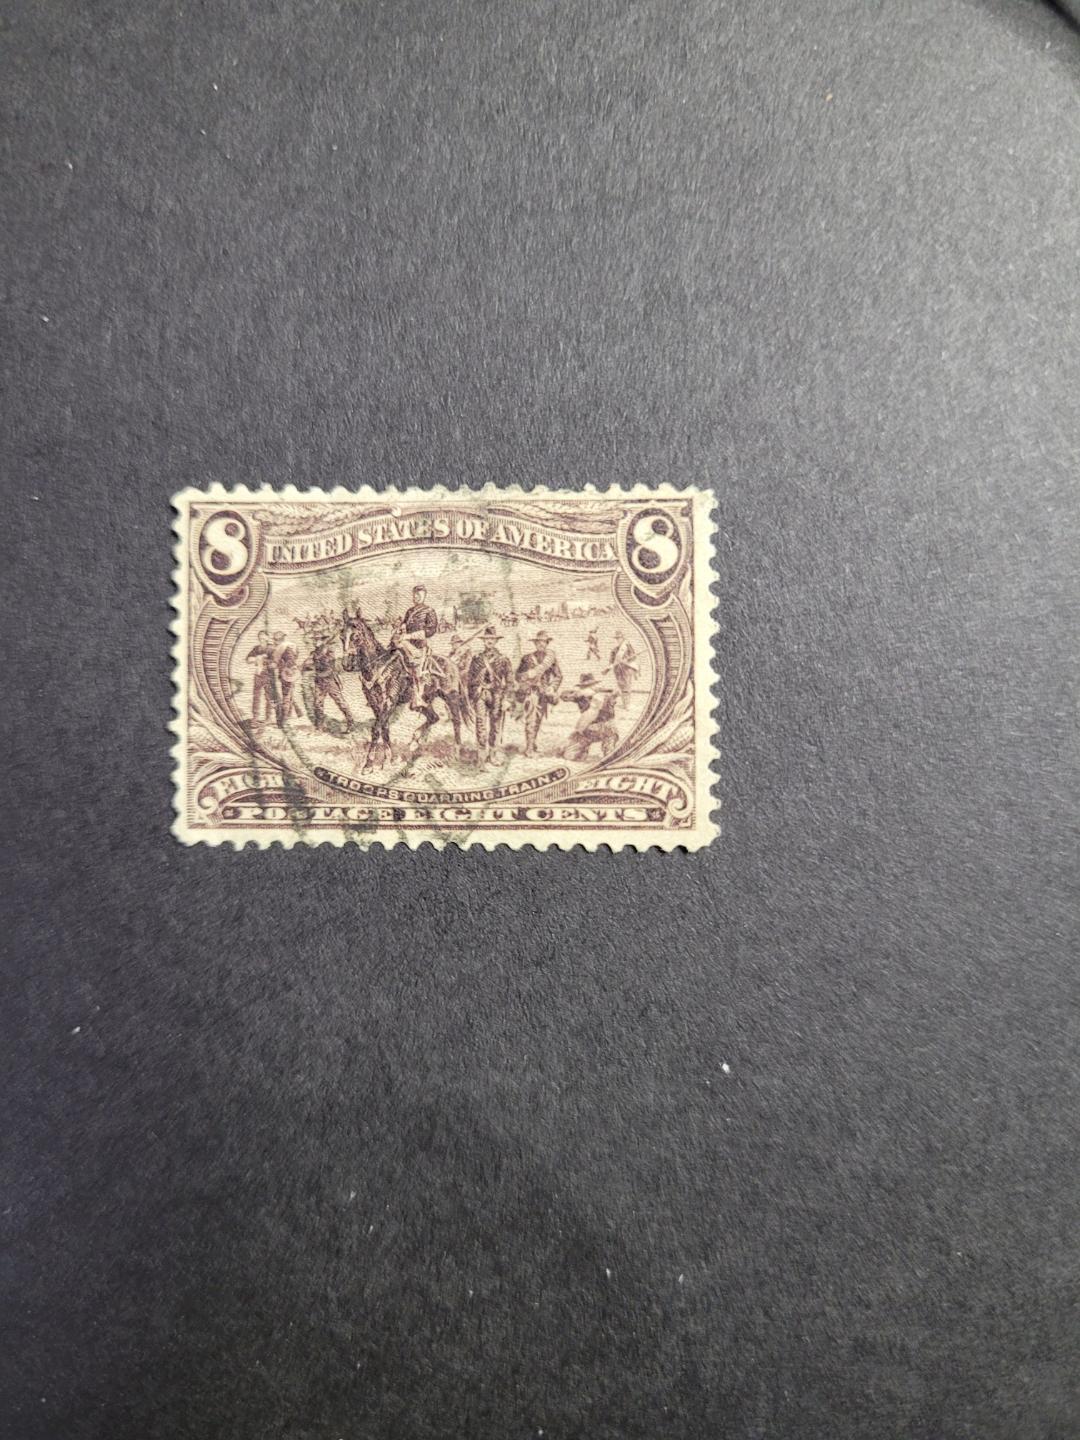 8 UNITED STATES OF AMERICA 8
TROOPS GUARDING TRAIN.
EIGHT EIGHT
POSTAGE EIGHT CENTS